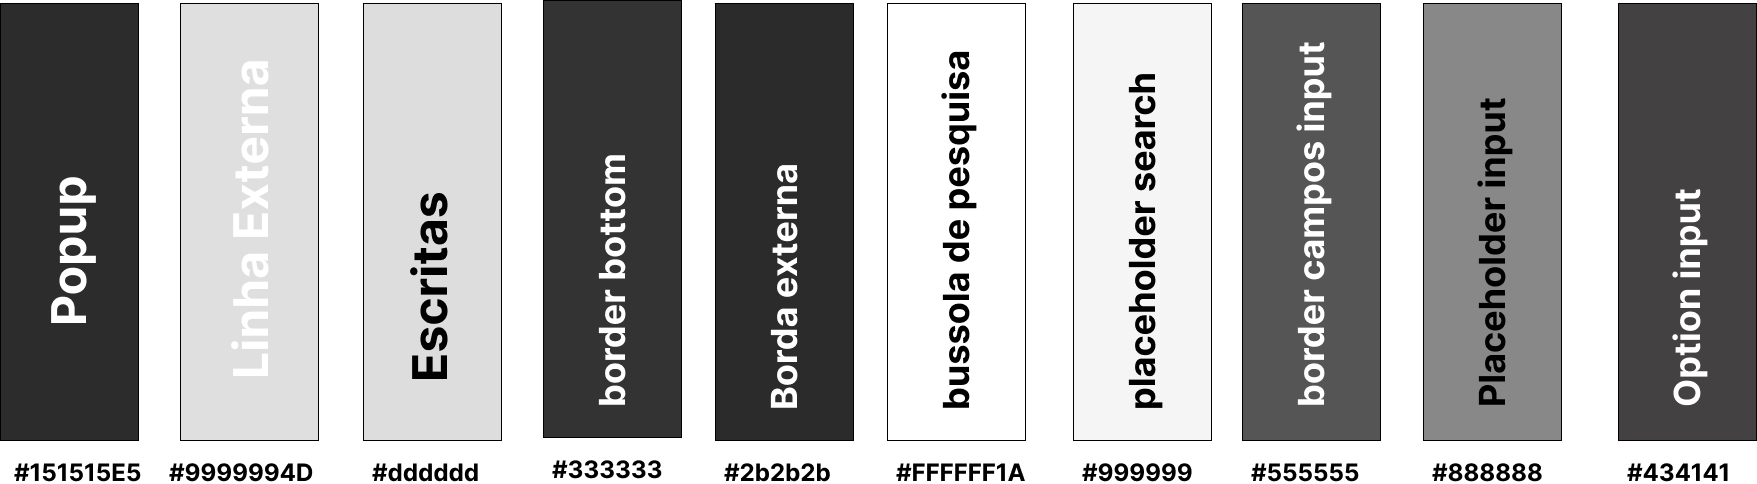 Popup
Linha Externa
Escritas
border bottom
Borda externa
bussola de pesquisa
placeholder search
border campos input
Placeholder input
Option input
#151515E5
#9999994D
#dddddd
#333333
#2b2b2b
#FFFFFF1A
#999999
#555555
#888888
#434141